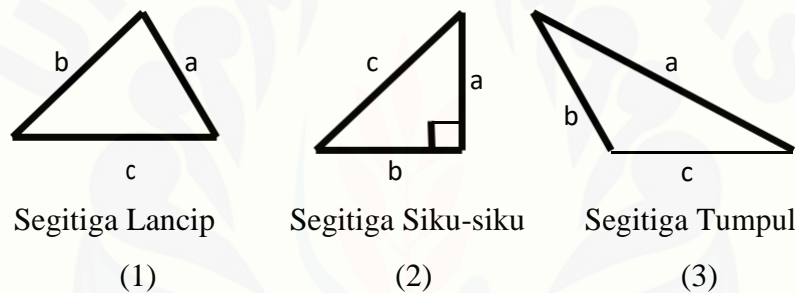 b a c
c a b
a b c
Segitiga Lancip Segitiga Siku-siku Segitiga Tumpul
(1) (2) (3)